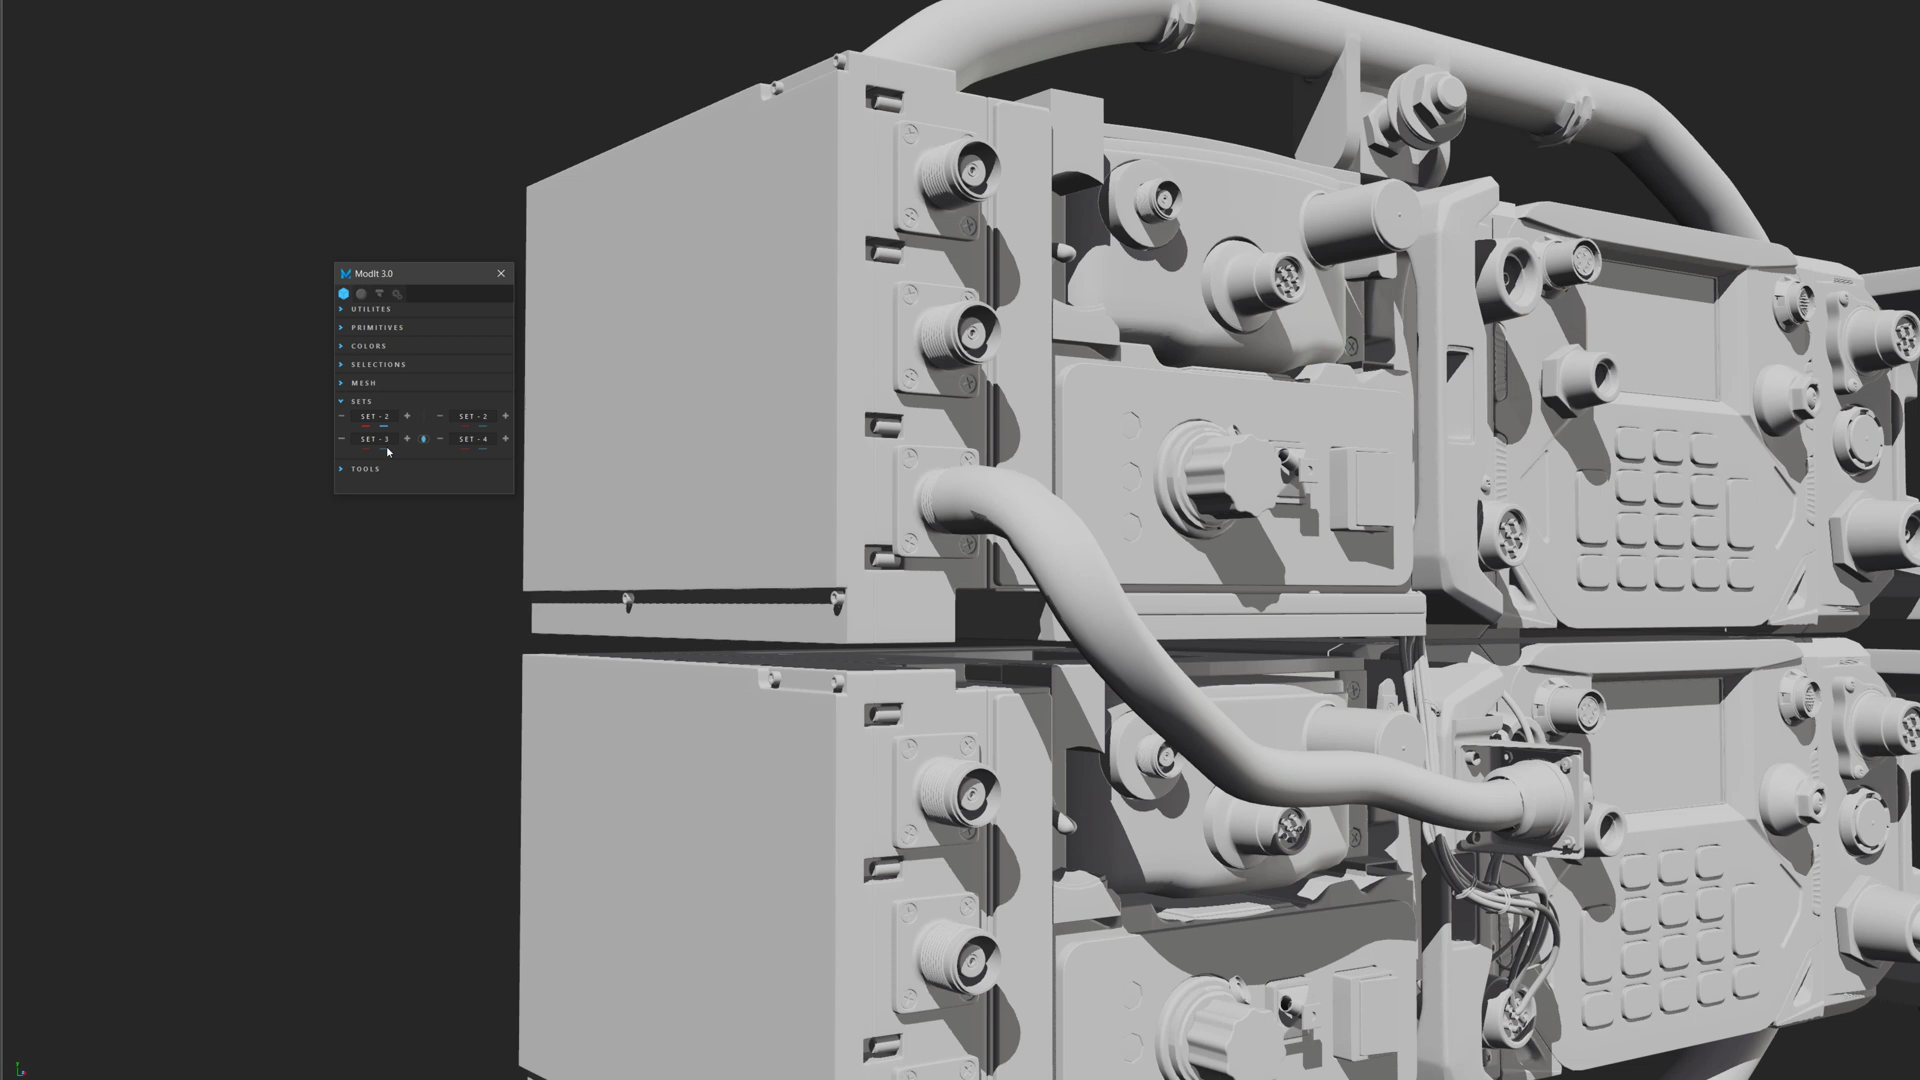 ModIt 3.0
UTILITES
PRIMITIVES
COLORS
SELECTIONS
MESH
SETS
SET - 2 SET - 2
SET - 3 SET - 4
TOOLS